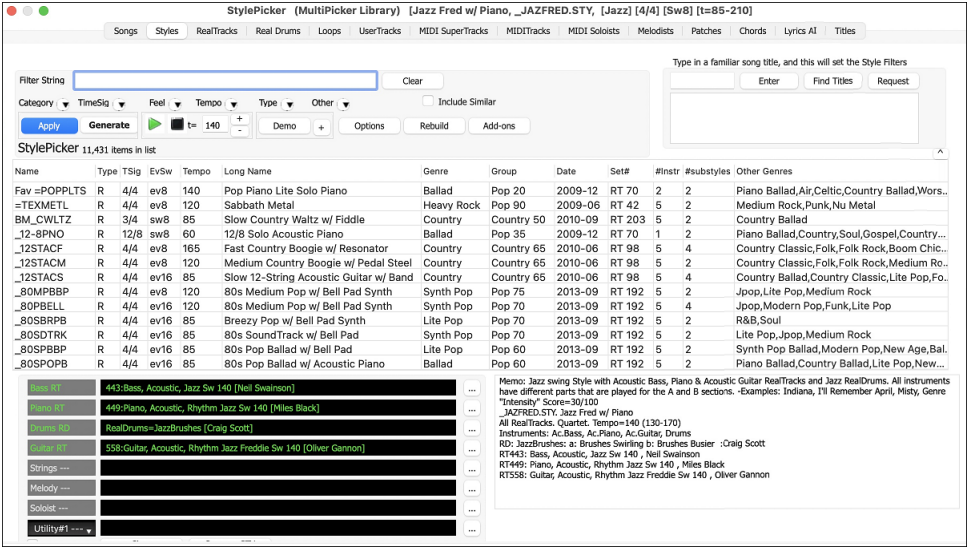 StylePicker (MultiPicker Library) [Jazz Fred w/ Piano, _JAZFRED.STY, [Jazz] [4/4] [Sw8] [t=85-210]
Songs Styles RealTracks Real Drums Loops UserTracks MIDI SuperTracks MIDITracks MIDI Soloists Melodists Patches Chords Lyrics AI Titles
Type in a familiar song title, and this will set the Style Filters
Filter String Clear Enter Find Titles Request
Category TimeSig Feel Tempo Type Other Include Similar
Apply Generate t= 140 + - Demo + Options Rebuild Add-ons
StylePicker 11,431 items in list
Name Type TSig EvSw Tempo Long Name Genre Group Date Set# #Instr #substyles Other Genres
Fav =POPPLTS R 4/4 ev8 140 Pop Piano Lite Solo Piano Ballad Pop 20 2009-12 RT 70 2 2 Piano Ballad,Air,Celtic,Country Ballad,Wors..
=TEXMETL R 4/4 ev8 120 Sabbath Metal Heavy Rock Pop 90 2009-06 RT 42 5 2 Medium Rock,Punk,Nu Metal
BM_CWLTZ R 3/4 sw8 85 Slow Country Waltz w/ Fiddle Country Country 50 2010-09 RT 203 5 2 Country Ballad
_12-8PNO R 12/8 sw8 60 12/8 Solo Acoustic Piano Ballad Pop 35 2009-12 RT 70 1 2 Piano Ballad,Country,Soul,Gospel,Country...
_12STACF R 4/4 ev8 165 Fast Country Boogie w/ Resonator Country Country 65 2010-06 RT 98 5 4 Country Classic,Folk,Folk Rock,Boom Chic...
_12STACM R 4/4 ev8 120 Medium Country Boogie w/ Pedal Steel Country Country 65 2010-06 RT 98 5 2 Country Classic,Folk,Folk Rock,Medium Ro..
_12STACS R 4/4 ev16 85 Slow 12-String Acoustic Guitar w/ Band Country Country 65 2010-06 RT 98 5 4 Country Ballad,Country Classic,Lite Pop,Fo..
_80MPBBP R 4/4 ev8 120 80s Medium Pop w/ Bell Pad Synth Synth Pop Pop 75 2013-09 RT 192 5 2 Jpop,Lite Pop,Medium Rock
_80PBELL R 4/4 ev16 120 80s Medium Pop w/ Bell Pad Synth Synth Pop Pop 70 2013-09 RT 192 5 4 Jpop,Modern Pop,Funk,Lite Pop
_80SBRPB R 4/4 ev16 85 Breezy Pop w/ Bell Pad Synth Lite Pop Pop 70 2013-09 RT 192 5 2 R&B,Soul
_80SDTRK R 4/4 ev16 85 80s SoundTrack w/ Bell Pad Synth Pop Pop 70 2013-09 RT 192 5 2 Lite Pop,Jpop,Medium Rock
_80SPBBP R 4/4 ev16 85 80s Pop Ballad w/ Bell Pad Lite Pop Pop 60 2013-09 RT 192 5 2 Synth Pop Ballad,Modern Pop,New Age,Bal..
_80SPOPB R 4/4 ev16 85 80s Pop Ballad w/ Acoustic Piano Ballad Pop 60 2013-09 RT 192 5 2 Piano Ballad,Country Ballad,Lite Pop,New...
Bass RT 443:Bass, Acoustic, Jazz Sw 140 [Neil Swainson] ...
Piano RT 449:Piano, Acoustic, Rhythm Jazz Sw 140 [Miles Black] ...
Drums RD RealDrums=JazzBrushes [Craig Scott] ...
Guitar RT 558:Guitar, Acoustic, Rhythm Jazz Freddie Sw 140 [Oliver Gannon] ...
Strings --- ...
Melody --- ...
Soloist --- ...
Utility#1 --- ...
Memo: Jazz swing Style with Acoustic Bass, Piano & Acoustic Guitar RealTracks and Jazz RealDrums. All instruments
have different parts that are played for the A and B sections. -Examples: Indiana, I'll Remember April, Misty, Genre
"Intensity" Score=30/100
_JAZFRED.STY. Jazz Fred w/ Piano
All RealTracks. Quartet. Tempo=140 (130-170)
Instruments: Ac.Bass, Ac.Piano, Ac.Guitar, Drums
RD: JazzBrushes: a: Brushes Swirling b: Brushes Busier :Craig Scott
RT443: Bass, Acoustic, Jazz Sw 140 , Neil Swainson
RT449: Piano, Acoustic, Rhythm Jazz Sw 140 , Miles Black
RT558: Guitar, Acoustic, Rhythm Jazz Freddie Sw 140 , Oliver Gannon